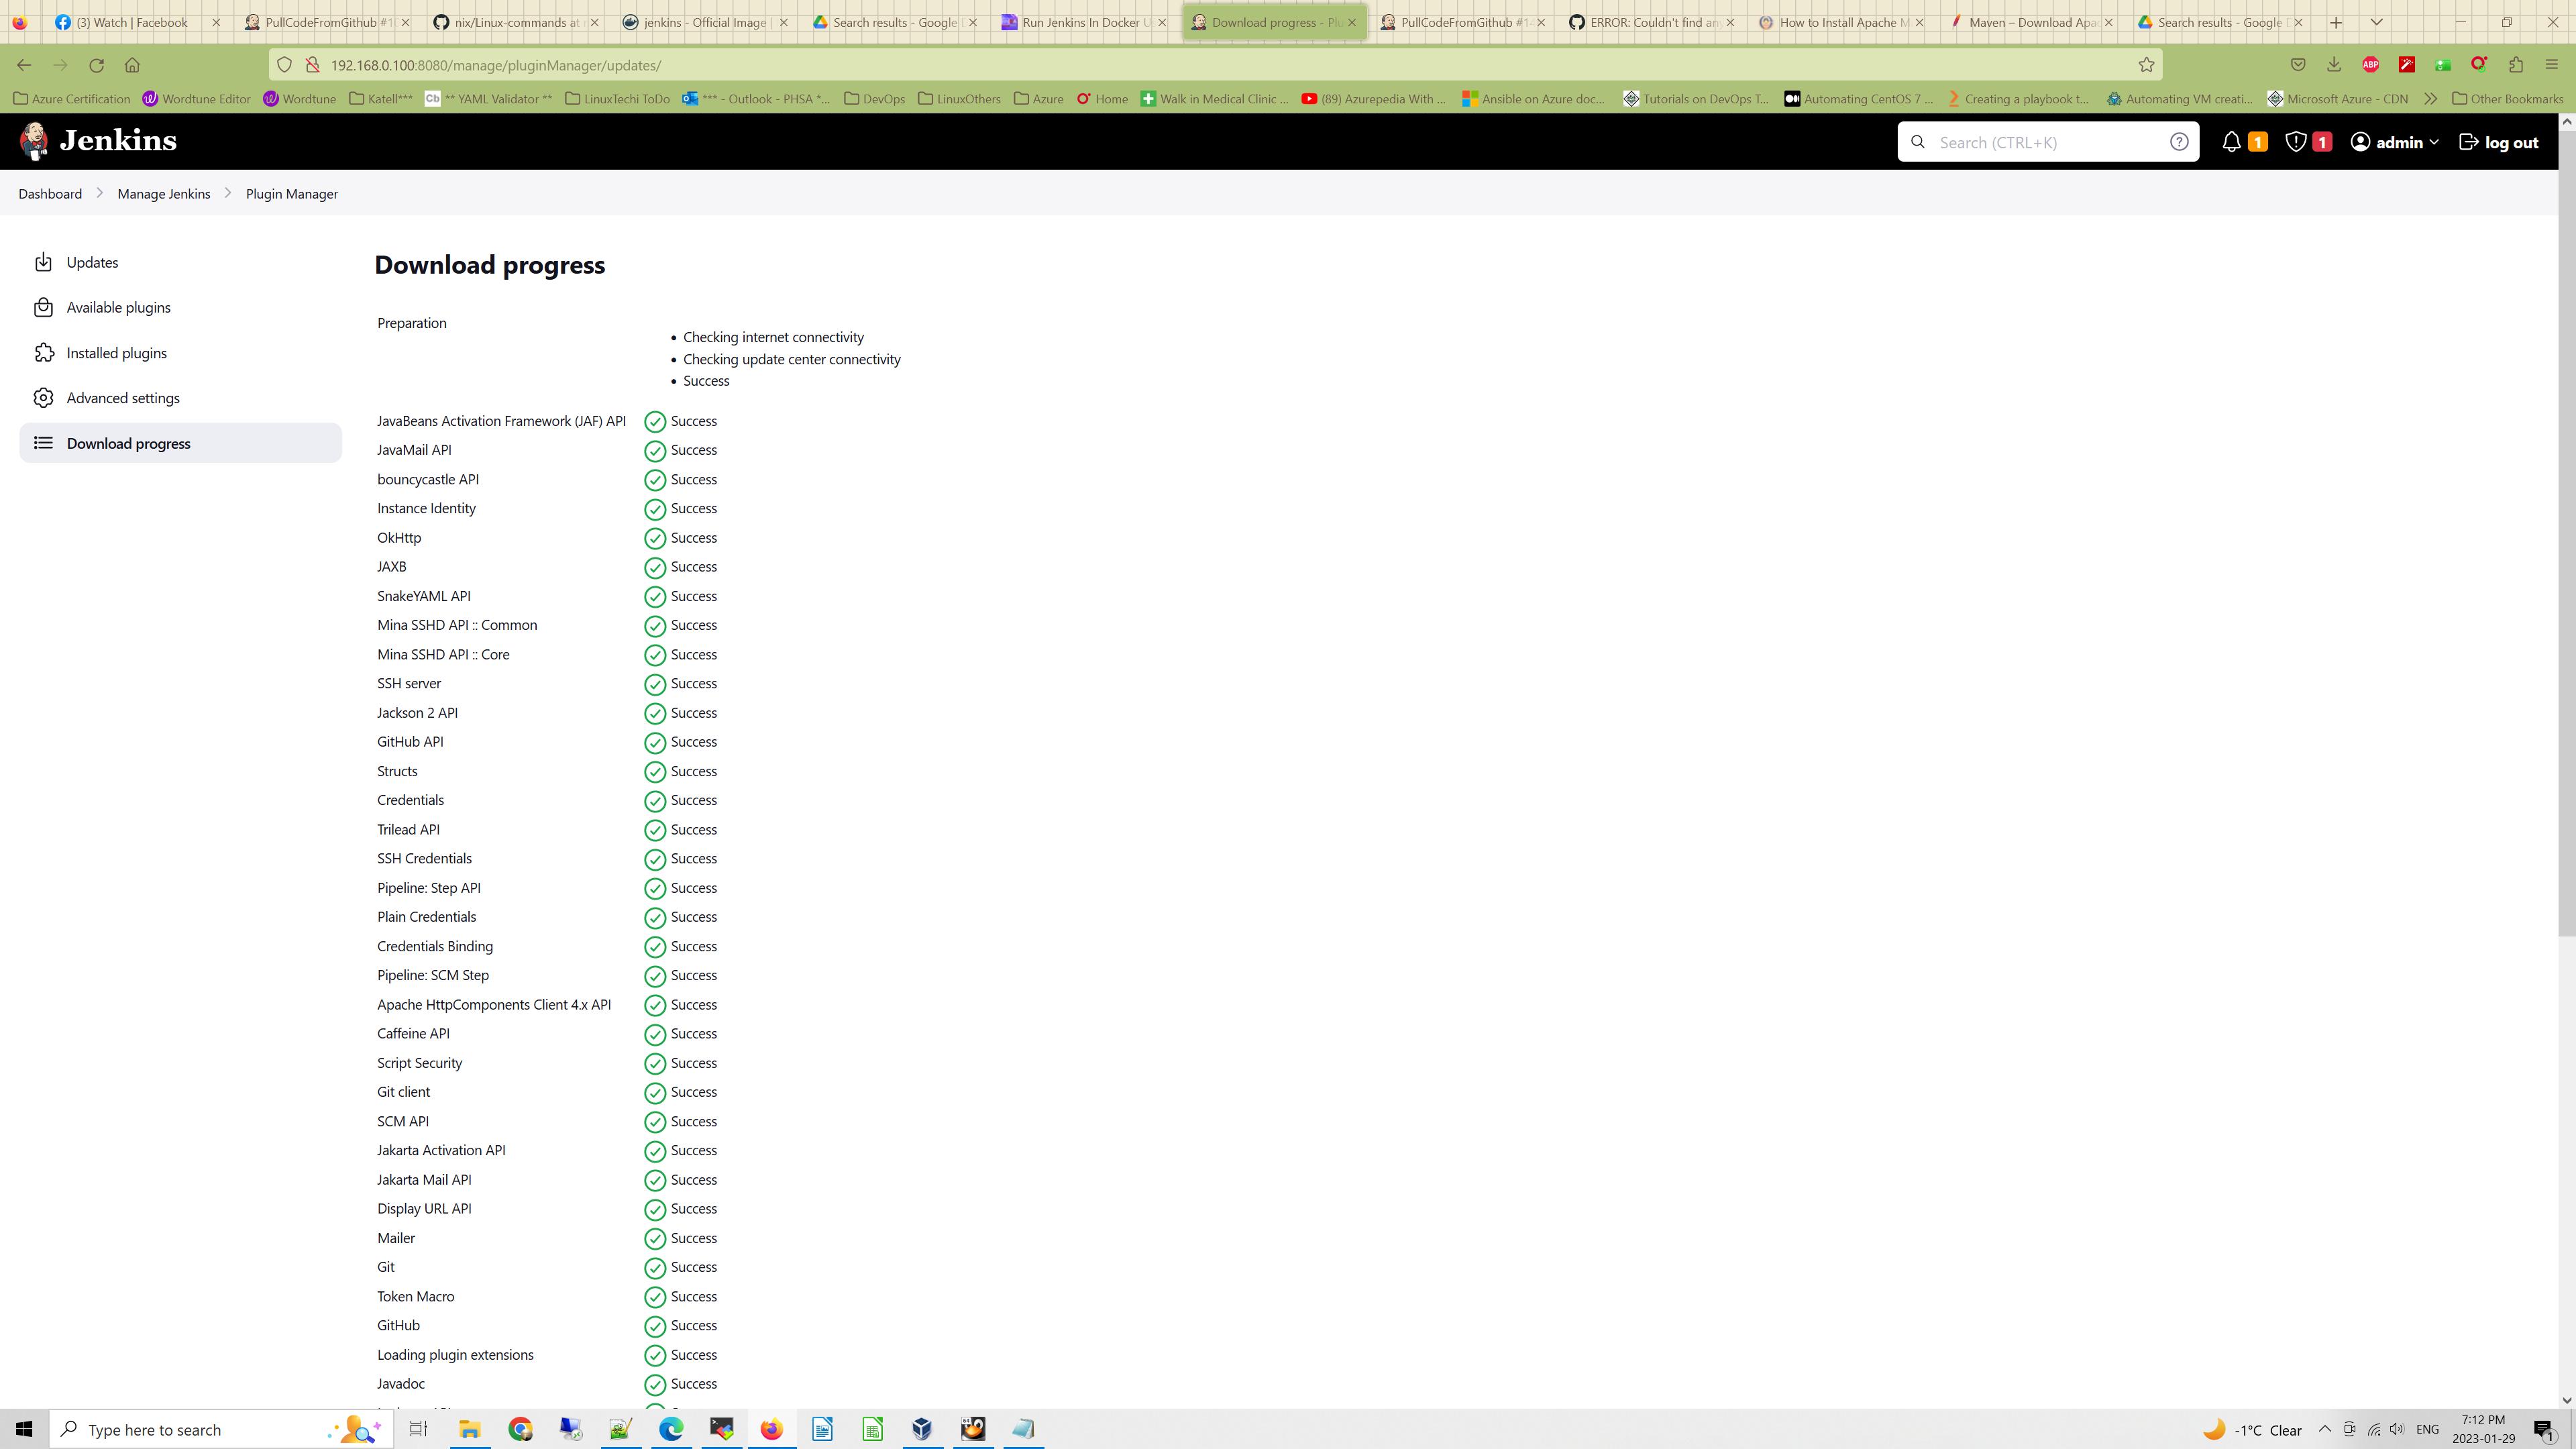 (3) Watch | Facebook
PullCodeFromGithub #1
nix/Linux-commands at
jenkins - Official Image |
Search results - Google
Run Jenkins In Docker U
Download progress - Plu
PullCodeFromGithub #1
ERROR: Couldn't find an
How to Install Apache M
Maven – Download Apa
Search results - Google
192.168.0.100:8080/manage/pluginManager/updates/
ABP
Azure Certification
Wordtune Editor
Wordtune
Katell***
Cb ** YAML Validator **
LinuxTechi ToDo
*** - Outlook - PHSA *...
DevOps
LinuxOthers
Azure
Home
Walk in Medical Clinic ...
(89) Azurepedia With ...
Ansible on Azure doc...
Tutorials on DevOps T...
Automating CentOS 7 ...
Creating a playbook t...
Automating VM creati...
Microsoft Azure - CDN
Other Bookmarks
Jenkins
Search (CTRL+K)
1
1
admin
log out
Dashboard
Manage Jenkins
Plugin Manager
Updates
Available plugins
Installed plugins
Advanced settings
Download progress
Download progress
Preparation
Checking internet connectivity
Checking update center connectivity
Success
JavaBeans Activation Framework (JAF) API Success
JavaMail API Success
bouncycastle API Success
Instance Identity Success
OkHttp Success
JAXB Success
SnakeYAML API Success
Mina SSHD API :: Common Success
Mina SSHD API :: Core Success
SSH server Success
Jackson 2 API Success
GitHub API Success
Structs Success
Credentials Success
Trilead API Success
SSH Credentials Success
Pipeline: Step API Success
Plain Credentials Success
Credentials Binding Success
Pipeline: SCM Step Success
Apache HttpComponents Client 4.x API Success
Caffeine API Success
Script Security Success
Git client Success
SCM API Success
Jakarta Activation API Success
Jakarta Mail API Success
Display URL API Success
Mailer Success
Git Success
Token Macro Success
GitHub Success
Loading plugin extensions Success
Javadoc Success
Type here to search
-1°C Clear
ENG
7:12 PM
2023-01-29
1